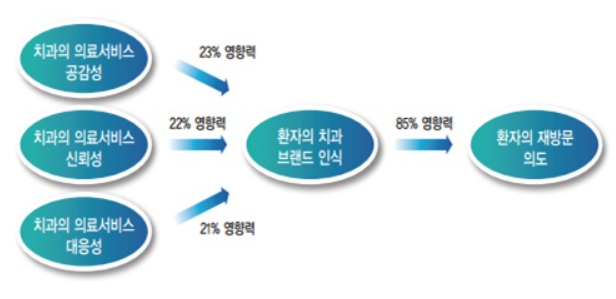 치과의 의료서비스
공감성
23% 영향력
치과의 의료서비스
신뢰성
22% 영향력
환자의 치과
브랜드 인식
85% 영향력
환자의 재방문
의도
치과의 의료서비스
대응성
21% 영향력